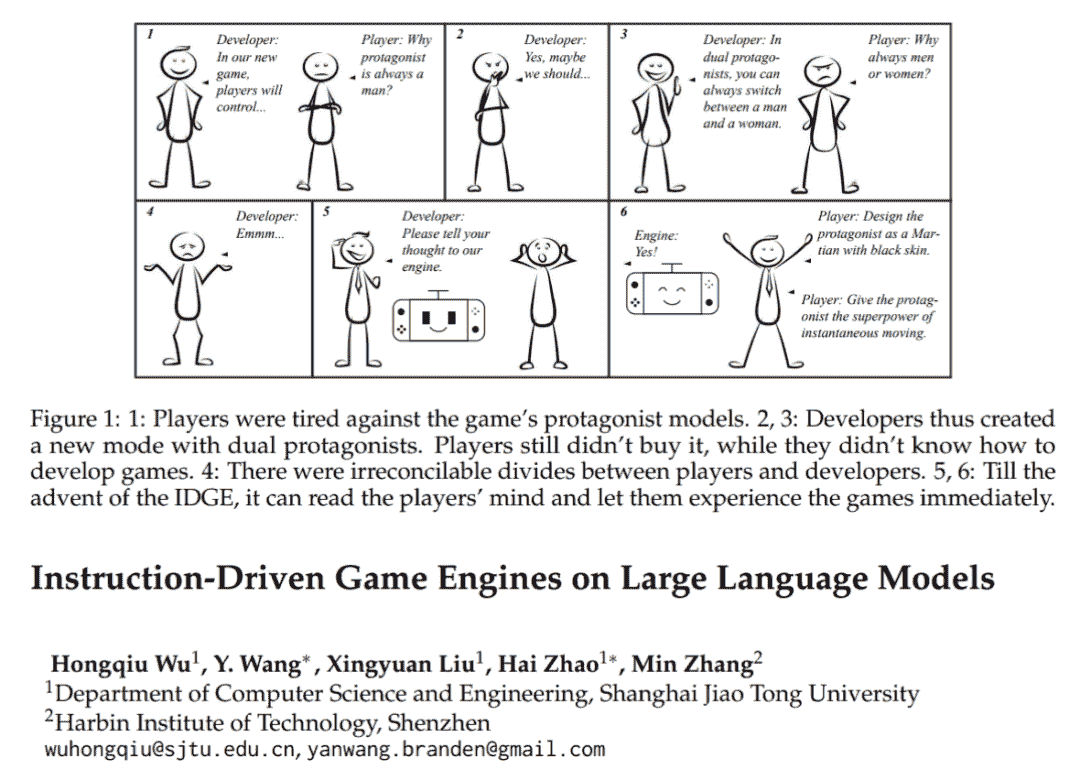 1
Developer:
In our new
game,
players will
control...
Player: Why
protagonist
is always a
man?
2
Developer:
Yes, maybe
we should...
3
Developer: In
dual protago-
nists, you can
always switch
between a man
and a woman.
Player: Why
always men
or women?
4
Developer:
Emmm...
5
Developer:
Please tell your
thought to our
engine.
6
Engine:
Yes!
Player: Design the
protagonist as a Mar-
tian with black skin.
Player: Give the protag-
onist the superpower of
instantaneous moving.
Figure 1: 1: Players were tired against the game's protagonist models. 2, 3: Developers thus created
a new mode with dual protagonists. Players still didn't buy it, while they didn't know how to
develop games. 4: There were irreconcilable divides between players and developers. 5, 6: Till the
advent of the IDGE, it can read the players' mind and let them experience the games immediately.
Instruction-Driven Game Engines on Large Language Models
Hongqiu Wu¹, Y. Wang*, Xingyuan Liu¹, Hai Zhao¹*, Min Zhang²
¹Department of Computer Science and Engineering, Shanghai Jiao Tong University
²Harbin Institute of Technology, Shenzhen
wuhongqiu@sjtu.edu.cn, yanwang.branden@gmail.com